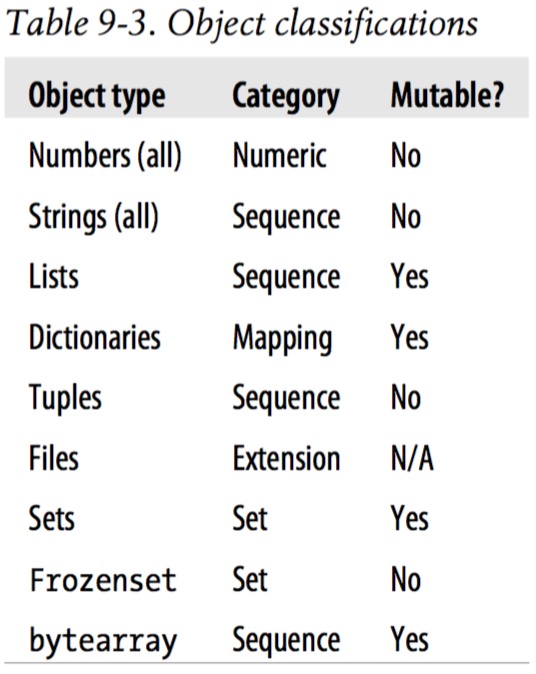 Table 9-3. Object classifications
Object type Category Mutable?
Numbers (all) Numeric No
Strings (all) Sequence No
Lists Sequence Yes
Dictionaries Mapping Yes
Tuples Sequence No
Files Extension N/A
Sets Set Yes
Frozenset Set No
bytearray Sequence Yes